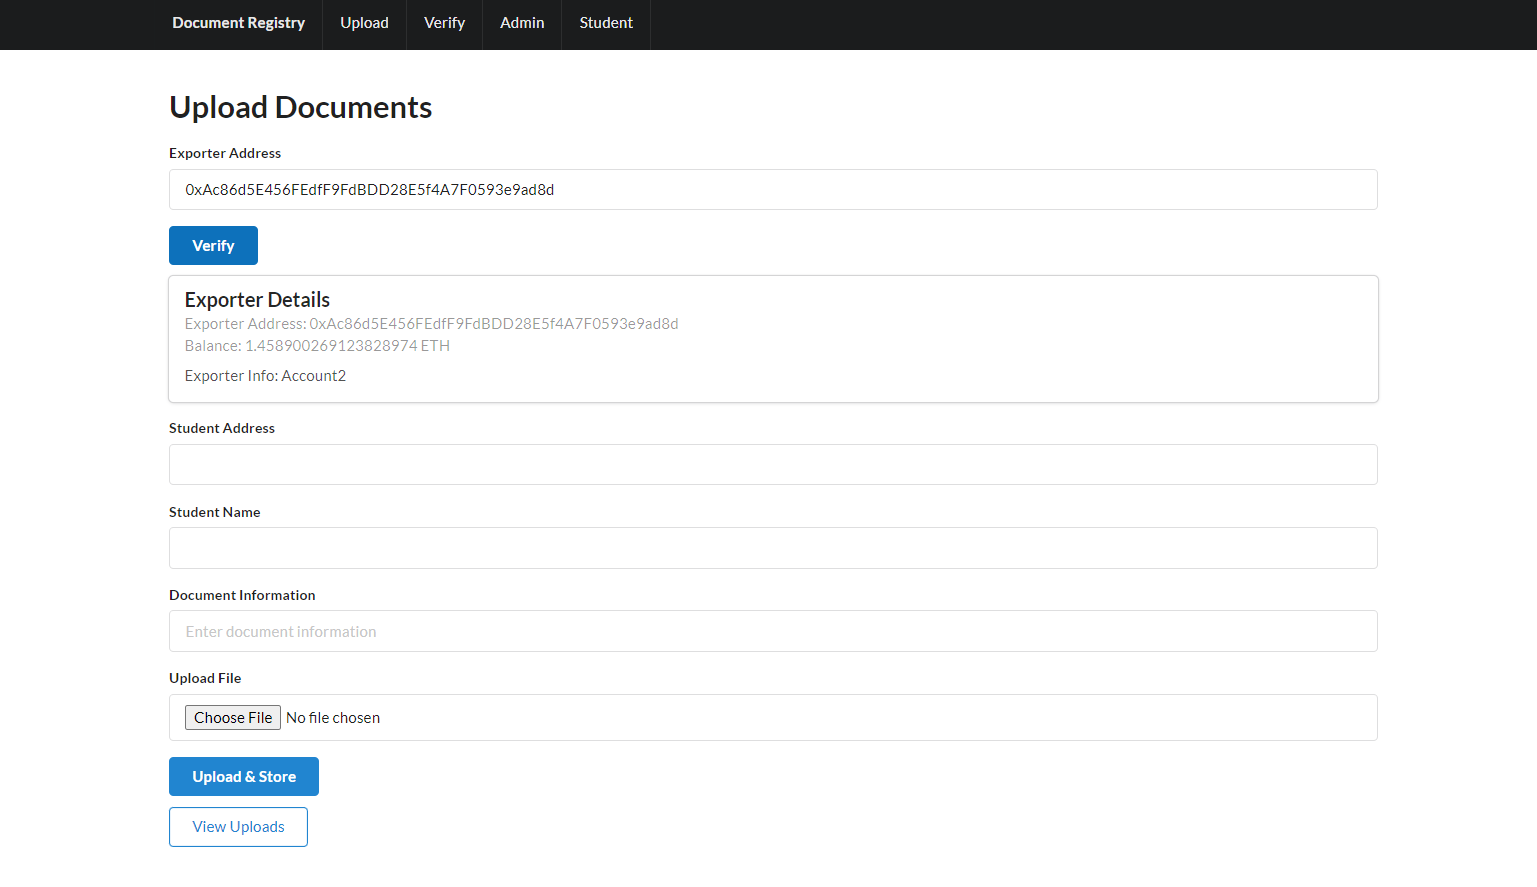 Document Registry Upload Verify Admin Student
Upload Documents
Exporter Address
0xAc86d5E456FEdfF9FdBDD28E5f4A7F0593e9ad8d
Verify
Exporter Details
Exporter Address: 0xAc86d5E456FEdfF9FdBDD28E5f4A7F0593e9ad8d
Balance: 1.458900269123828974 ETH
Exporter Info: Account2
Student Address
Student Name
Document Information
Enter document information
Upload File
Choose File No file chosen
Upload & Store
View Uploads